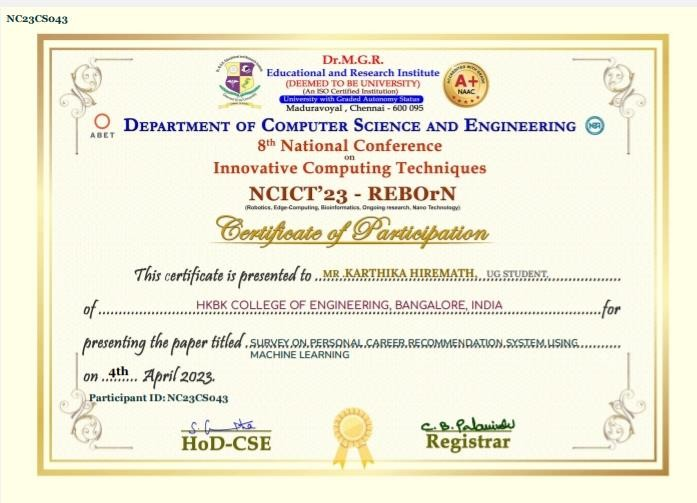 NC23CS043
Dr.M.G.R.
Educational and Research Institute
(DEEMED TO BE UNIVERSITY)
(An ISO Certified Institution)
University with Graded Autonomy Status
Maduravoyal , Chennai - 600 095
ACCREDITED WITH GRADE
A+
NAAC
ABET
DEPARTMENT OF COMPUTER SCIENCE AND ENGINEERING
8th National Conference
on
Innovative Computing Techniques
NCICT'23 - REBOrN
(Robotics, Edge-Computing, Bioinformatics, Ongoing research, Nano Technology)
Certificate of Participation
This certificate is presented to MR .KARTHIKA HIREMATH, UG STUDENT,
of HKBK COLLEGE OF ENGINEERING, BANGALORE, INDIA for
presenting the paper titled SURVEY ON PERSONAL CAREER RECOMMENDATION SYSTEM USING
MACHINE LEARNING
on 4th April 2023.
Participant ID: NC23CS043
HoD-CSE
C. B. Palanivelu
Registrar